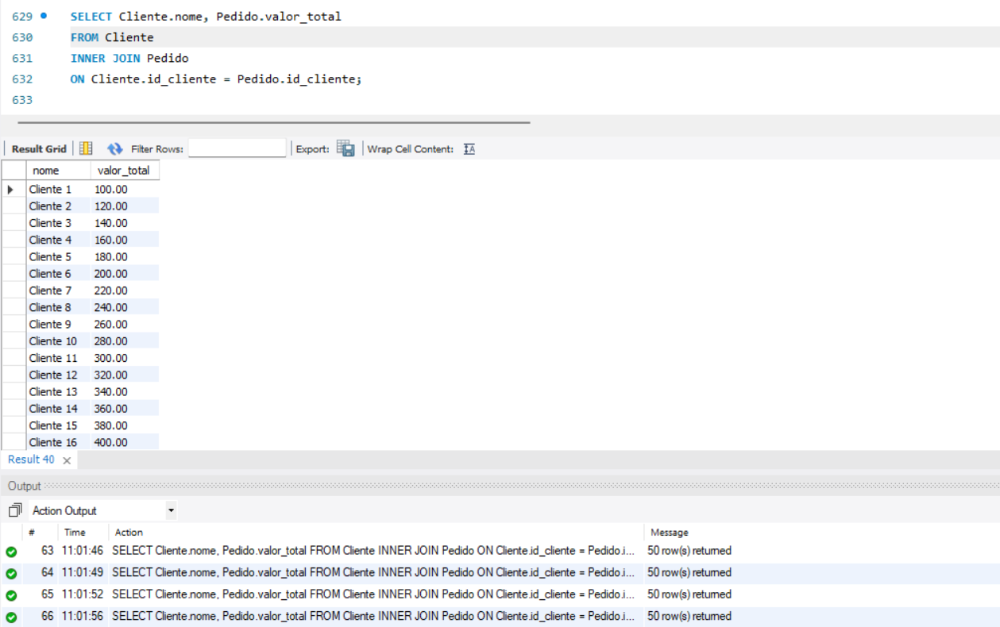 629 SELECT Cliente.nome, Pedido.valor_total
630 FROM Cliente
631 INNER JOIN Pedido
632 ON Cliente.id_cliente = Pedido.id_cliente;
633
Result Grid Filter Rows: Export: Wrap Cell Content: IA
nome valor_total
Cliente 1 100.00
Cliente 2 120.00
Cliente 3 140.00
Cliente 4 160.00
Cliente 5 180.00
Cliente 6 200.00
Cliente 7 220.00
Cliente 8 240.00
Cliente 9 260.00
Cliente 10 280.00
Cliente 11 300.00
Cliente 12 320.00
Cliente 13 340.00
Cliente 14 360.00
Cliente 15 380.00
Cliente 16 400.00
Result 40
Output
Action Output
# Time Action Message
63 11:01:46 SELECT Cliente.nome, Pedido.valor_total FROM Cliente INNER JOIN Pedido ON Cliente.id_cliente = Pedido.i... 50 row(s) returned
64 11:01:49 SELECT Cliente.nome, Pedido.valor_total FROM Cliente INNER JOIN Pedido ON Cliente.id_cliente = Pedido.i... 50 row(s) returned
65 11:01:52 SELECT Cliente.nome, Pedido.valor_total FROM Cliente INNER JOIN Pedido ON Cliente.id_cliente = Pedido.i... 50 row(s) returned
66 11:01:56 SELECT Cliente.nome, Pedido.valor_total FROM Cliente INNER JOIN Pedido ON Cliente.id_cliente = Pedido.i... 50 row(s) returned